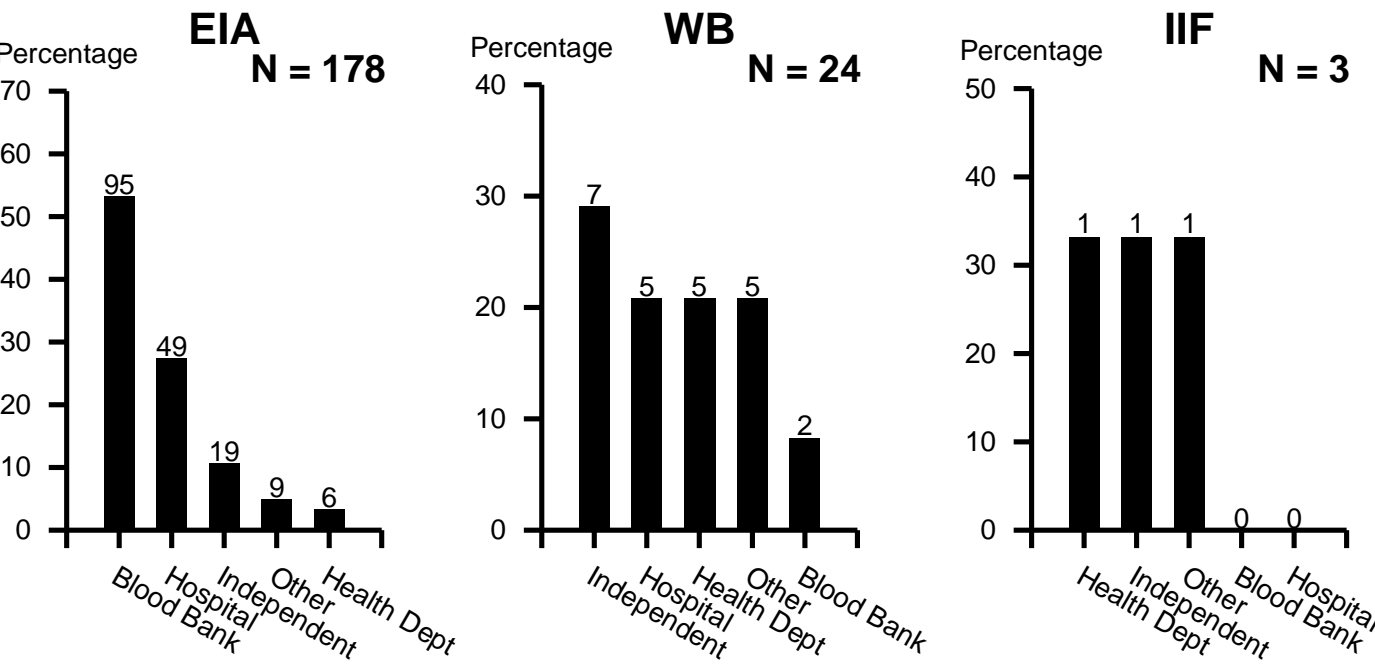 EIA
Percentage
N = 178
70
60
50
40
30
20
10
0
95
49
19
9
6
Blood Bank
Hospital
Independent
Other
Health Dept
WB
Percentage
N = 24
40
30
20
10
0
7
5
5
5
2
Independent
Hospital
Health Dept
Other
Blood Bank
IIF
Percentage
N = 3
50
40
30
20
10
0
1
1
1
0
0
Health Dept
Independent
Other
Blood Bank
Hospital